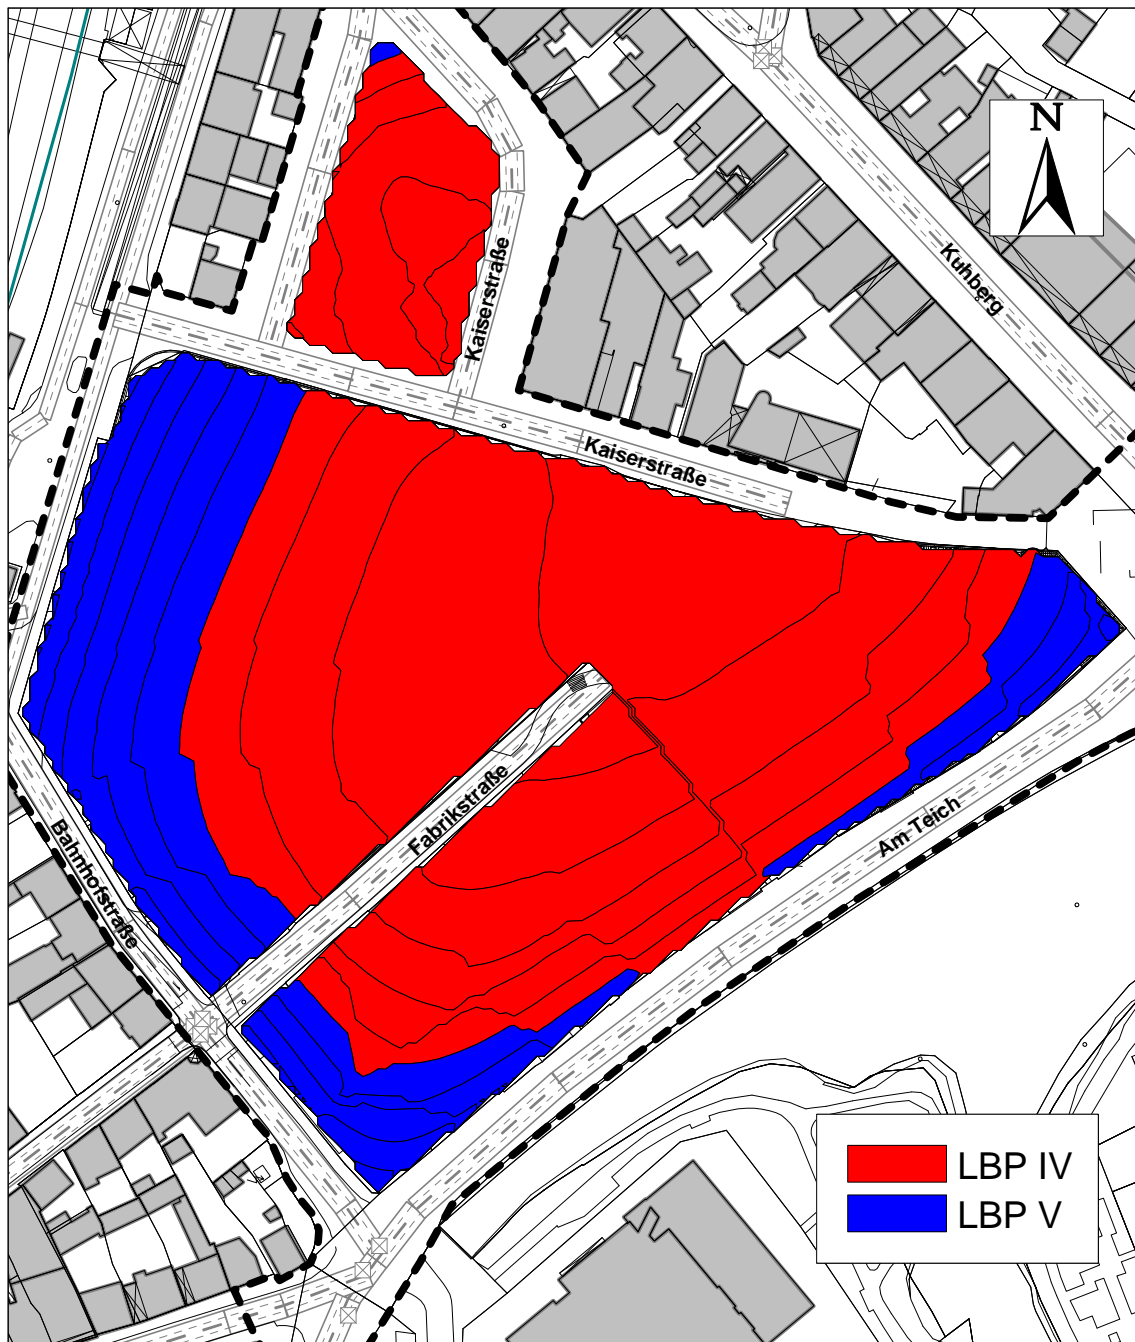 N
Kuhberg
Kaiserstraße
Kaiserstraße
Fabrikstraße
Am Teich
Bahnhofstraße
LBP IV
LBP V